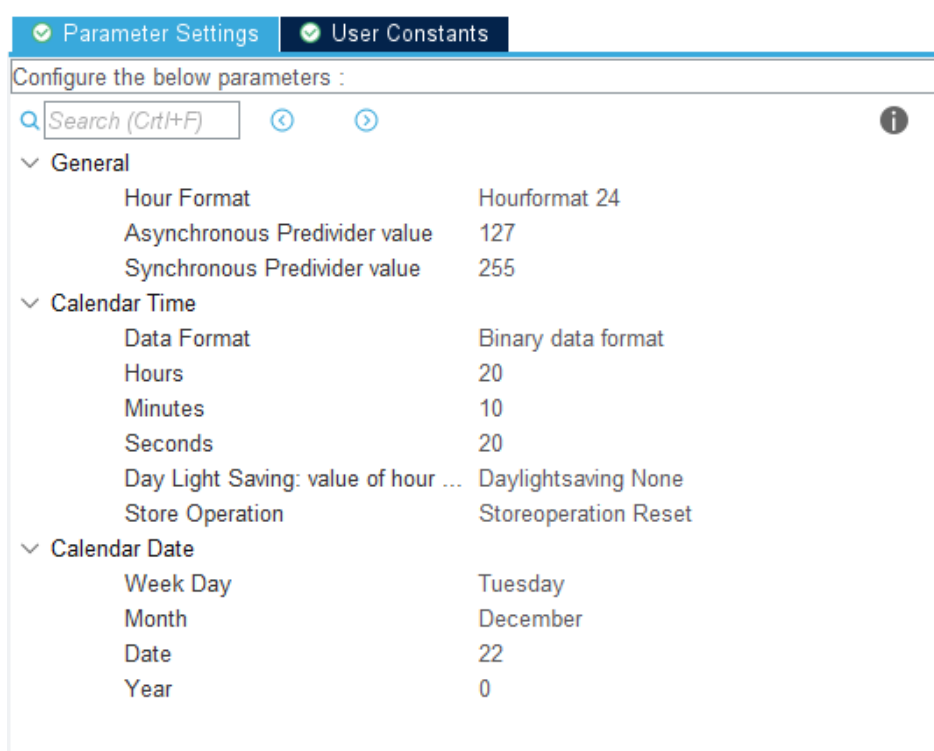 Parameter Settings User Constants
Configure the below parameters :
Search (Crtl+F)
General
Hour Format Hourformat 24
Asynchronous Predivider value 127
Synchronous Predivider value 255
Calendar Time
Data Format Binary data format
Hours 20
Minutes 10
Seconds 20
Day Light Saving: value of hour ... Daylightsaving None
Store Operation Storeoperation Reset
Calendar Date
Week Day Tuesday
Month December
Date 22
Year 0